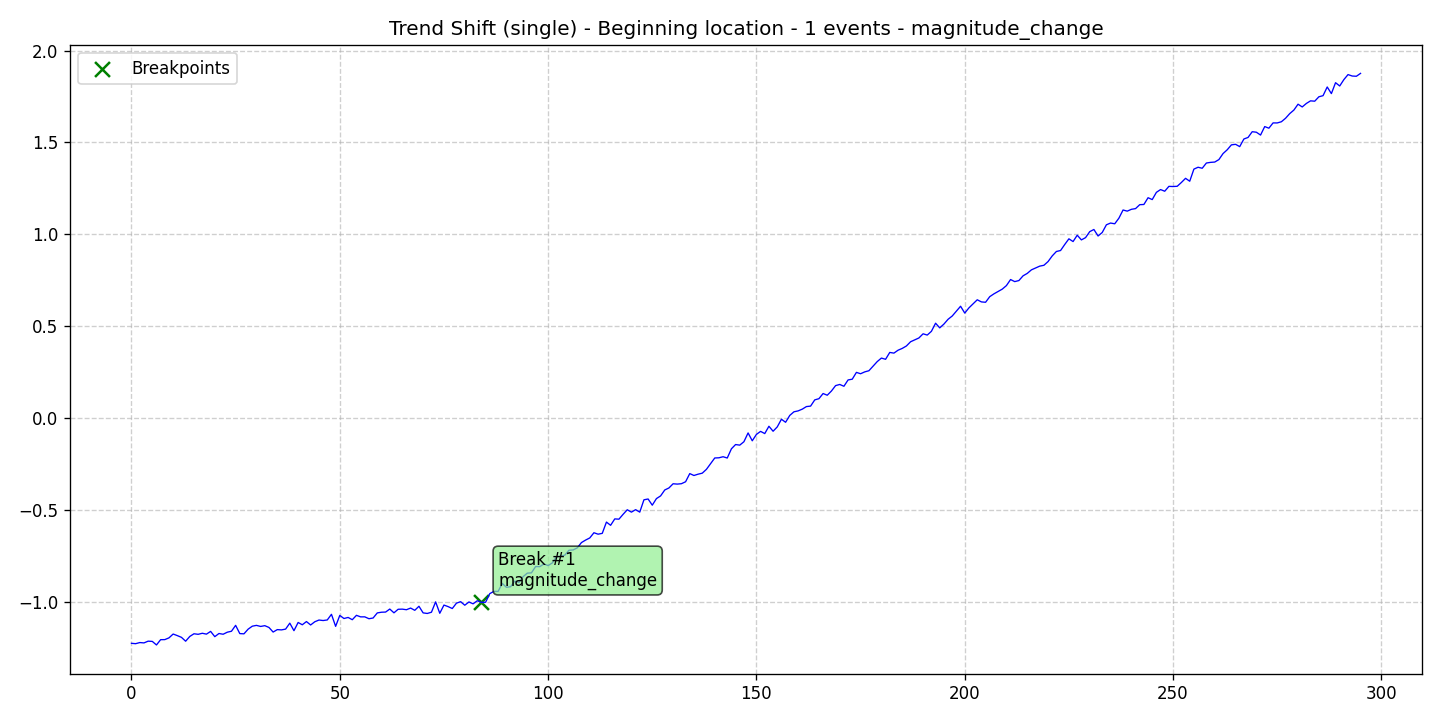 Trend Shift (single) - Beginning location - 1 events - magnitude_change
Breakpoints
2.0
1.5
1.0
0.5
0.0
−0.5
−1.0
Break #1
magnitude_change
0 50 100 150 200 250 300